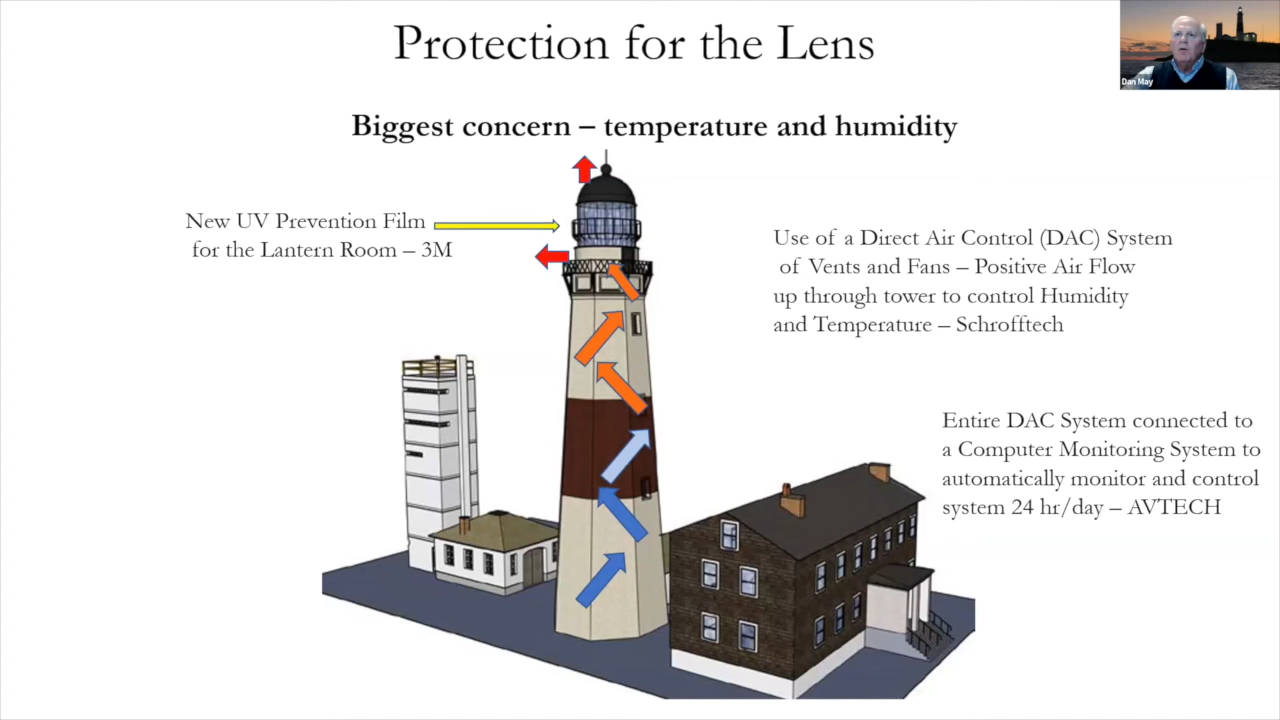 Protection for the Lens
Dan May
Biggest concern – temperature and humidity
New UV Prevention Film
for the Lantern Room – 3M
Use of a Direct Air Control (DAC) System
of Vents and Fans – Positive Air Flow
up through tower to control Humidity
and Temperature – Schrofftech
Entire DAC System connected to
a Computer Monitoring System to
automatically monitor and control
system 24 hr/day – AVTECH